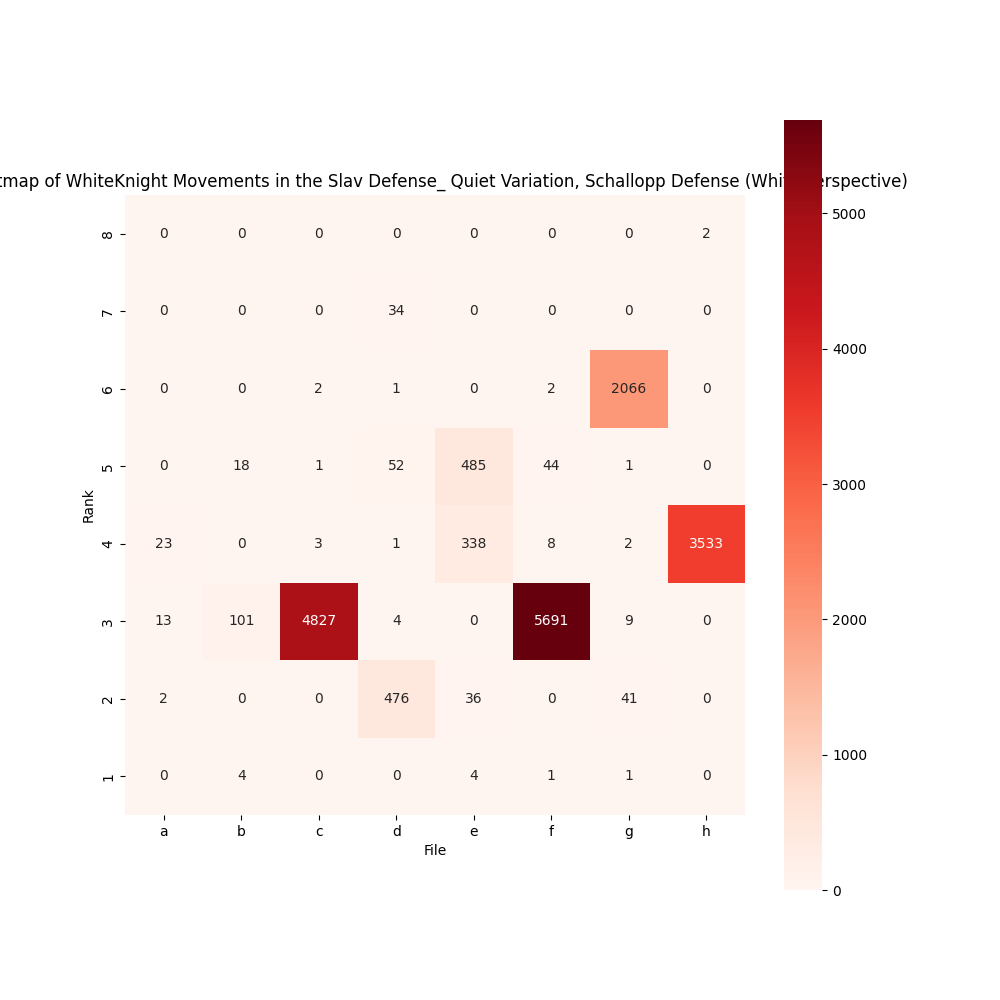 tmap of WhiteKnight Movements in the Slav Defense_ Quiet Variation, Schallopp Defense (White Perspective)
8 0 0 0 0 0 0 0 2
7 0 0 0 34 0 0 0 0
6 0 0 2 1 0 2 2066 0
5 0 18 1 52 485 44 1 0
4 23 0 3 1 338 8 2 3533
3 13 101 4827 4 0 5691 9 0
2 2 0 0 476 36 0 41 0
1 0 4 0 0 4 1 1 0
a b c d e f g h
File
Rank
5000
4000
3000
2000
1000
0